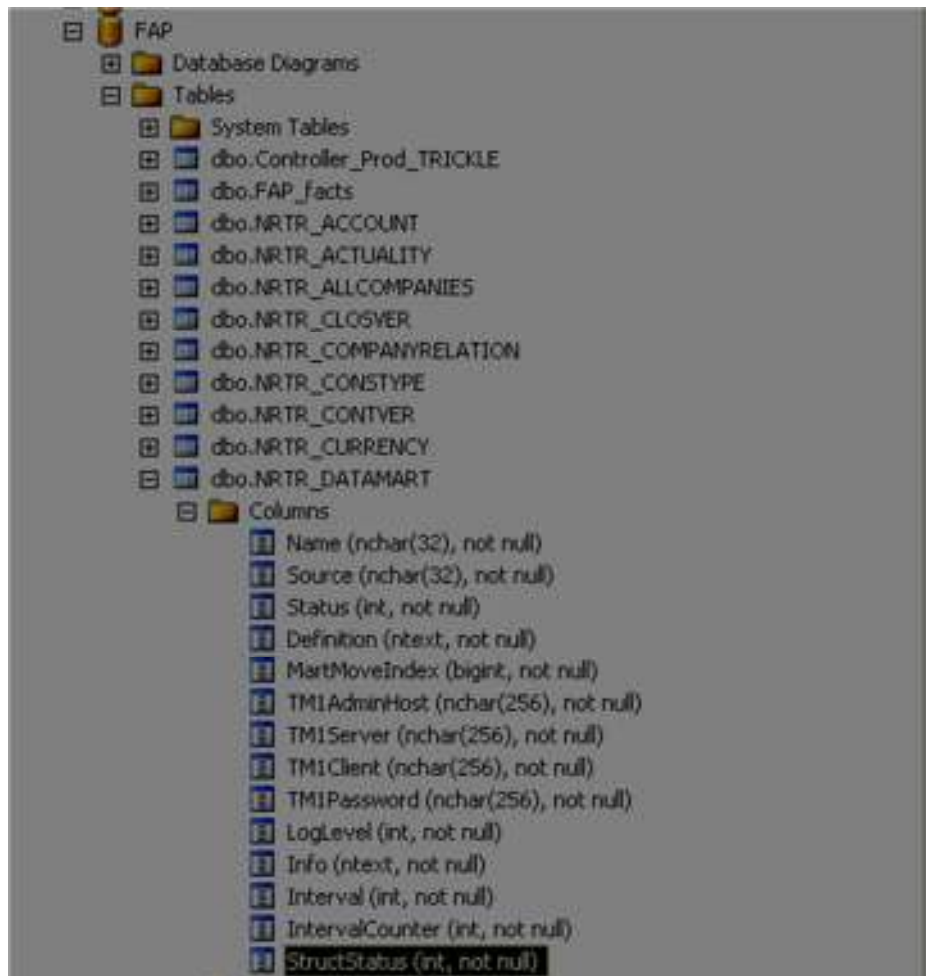 FAP
Database Diagrams
Tables
System Tables
dbo.Controller_Prod_TRICKLE
dbo.FAP_facts
dbo.NRTR_ACCOUNT
dbo.NRTR_ACTUALITY
dbo.NRTR_ALLCOMPANIES
dbo.NRTR_CLOSVER
dbo.NRTR_COMPANYRELATION
dbo.NRTR_CONSTYPE
dbo.NRTR_CONTVER
dbo.NRTR_CURRENCY
dbo.NRTR_DATAMART
Columns
Name (nchar(32), not null)
Source (nchar(32), not null)
Status (int, not null)
Definition (ntext, not null)
MartMoveIndex (bigint, not null)
TM1AdminHost (nchar(256), not null)
TM1Server (nchar(256), not null)
TM1Client (nchar(256), not null)
TM1Password (nchar(256), not null)
LogLevel (int, not null)
Info (ntext, not null)
Interval (int, not null)
IntervalCounter (int, not null)
StructStatus (int, not null)